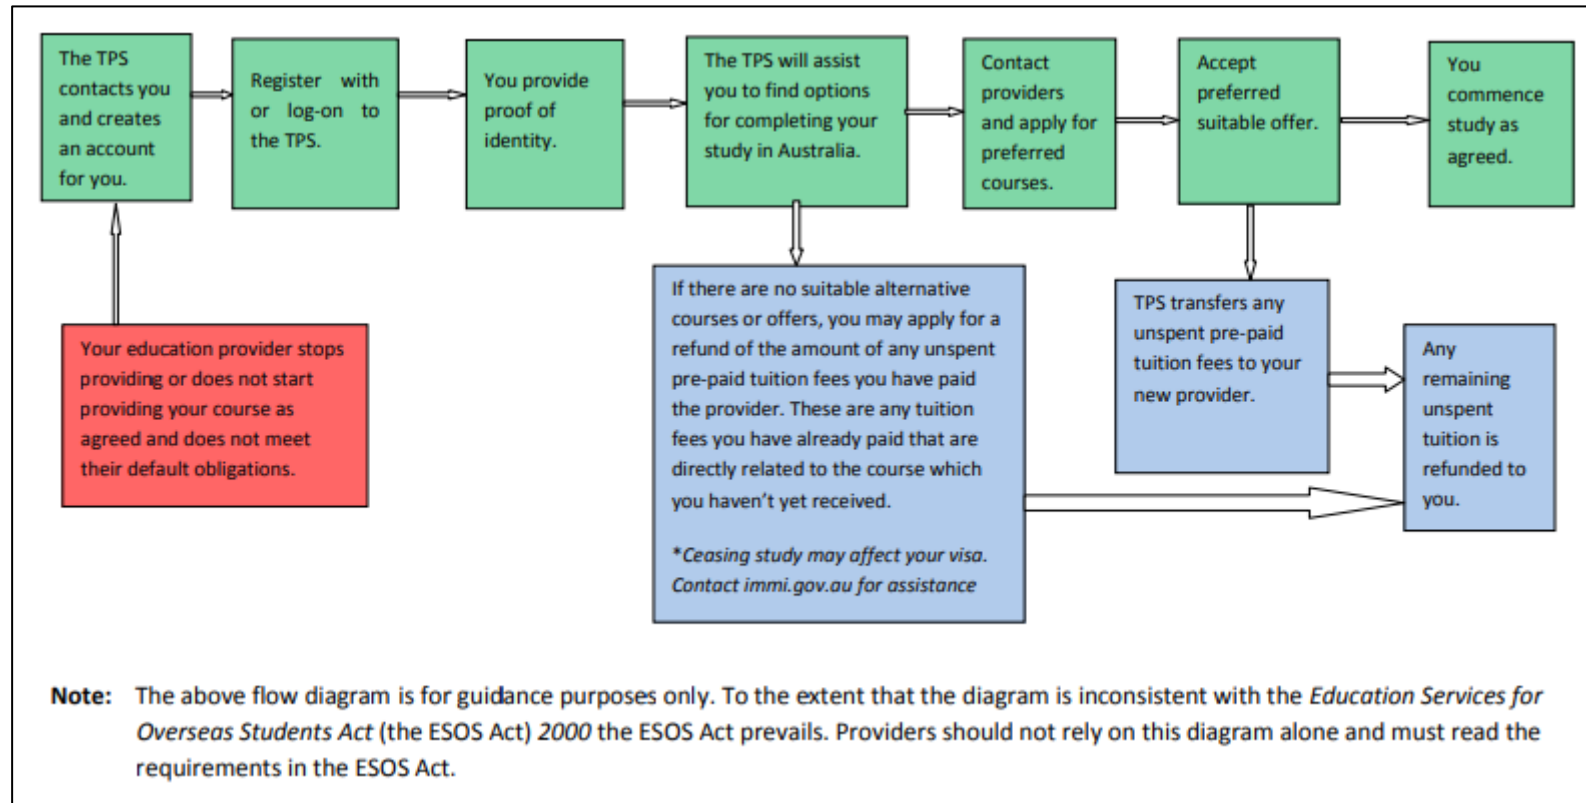 The TPS
contacts you
and creates
an account
for you.
Register with
or log-on to
the TPS.
You provide
proof of
identity.
The TPS will assist
you to find options
for completing your
study in Australia.
Contact
providers
and apply for
preferred
courses.
Accept
preferred
suitable offer.
You
commence
study as
agreed.
Your education provider stops
providing or does not start
providing your course as
agreed and does not meet
their default obligations.
If there are no suitable alternative
courses or offers, you may apply for a
refund of the amount of any unspent
pre-paid tuition fees you have paid
the provider. These are any tuition
fees you have already paid that are
directly related to the course which
you haven’t yet received.
*Ceasing study may affect your visa.
Contact immi.gov.au for assistance
TPS transfers any
unspent pre-paid
tuition fees to your
new provider.
Any
remaining
unspent
tuition is
refunded to
you.
Note: The above flow diagram is for guidance purposes only. To the extent that the diagram is inconsistent with the Education Services for
Overseas Students Act (the ESOS Act) 2000 the ESOS Act prevails. Providers should not rely on this diagram alone and must read the
requirements in the ESOS Act.